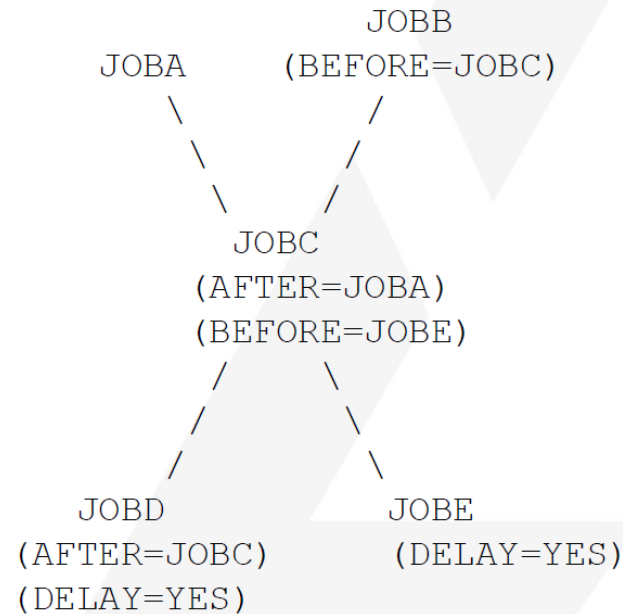 JOBB
JOBA (BEFORE=JOBC)
\ /
\ /
\ /
JOBC
(AFTER=JOBA)
(BEFORE=JOBE)
/ \
/ \
/ \
JOBD JOBE
(AFTER=JOBC) (DELAY=YES)
(DELAY=YES)